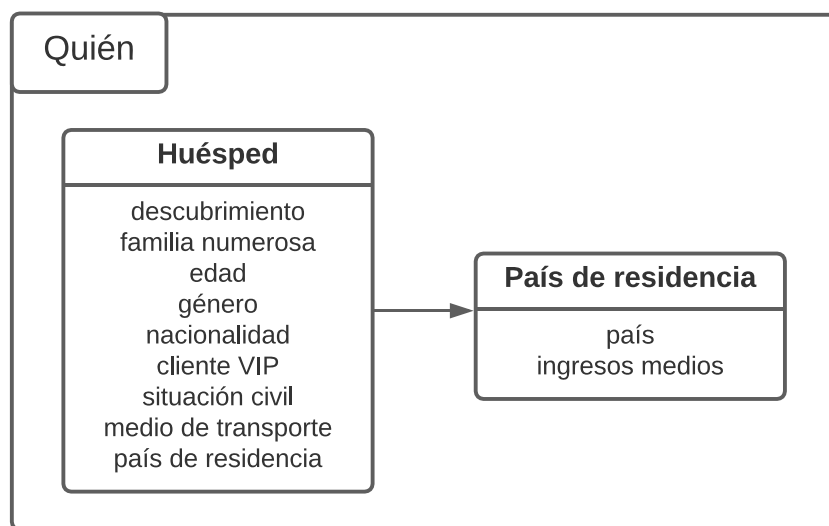 Quién
Huésped
descubrimiento
familia numerosa
edad
género
nacionalidad
cliente VIP
situación civil
medio de transporte
país de residencia
País de residencia
país
ingresos medios